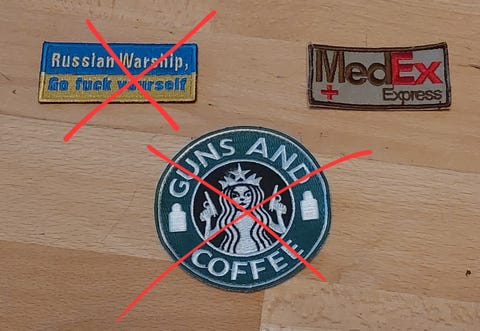 Russian Warship,
Go fuck yourself
MedEx
+ Express
GUNS AND
COFFEE